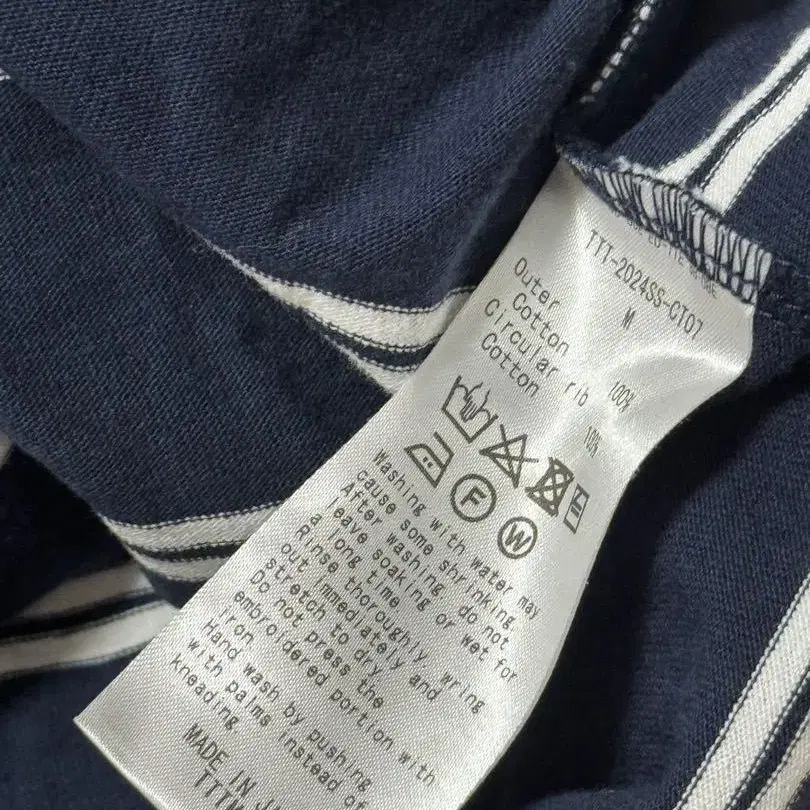 TTT-2024SS-CT07
M
Outer
Cotton 100%
Circular rib
Cotton 100%
F
W
Washing with water may
cause some shrinking
After washing, do not
leave soaking or wet for
a long time
Rinse thoroughly, wring
out immediately and
stretch to dry
Do not press the
embroidered portion with
iron
Hand wash by pushing
with palms instead of
kneading
MADE IN